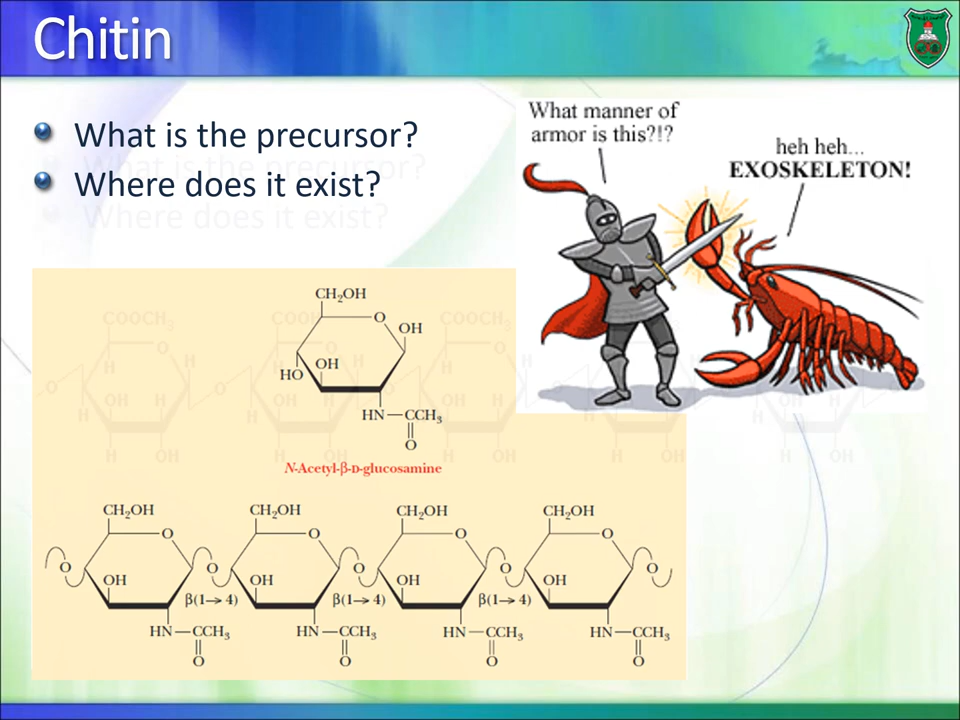 Chitin
What is the precursor?
Where does it exist?
What manner of
armor is this?!?
heh heh...
EXOSKELETON!
CH₂OH
O
OH
OH
HO
HN—CCH₃
O
N-Acetyl-β-D-glucosamine
CH₂OH CH₂OH CH₂OH CH₂OH
O O O O
O O O O O
OH OH OH OH
β(1→4) β(1→4) β(1→4)
HN—CCH₃ HN—CCH₃ HN—CCH₃ HN—CCH₃
O O O O